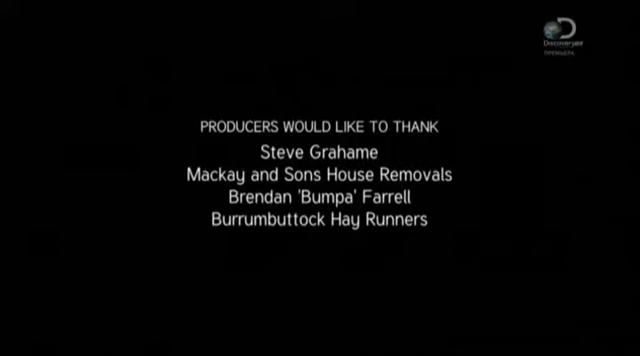 Discovery
ПРЕМЬЕРА
PRODUCERS WOULD LIKE TO THANK
Steve Grahame
Mackay and Sons House Removals
Brendan 'Bumpa' Farrell
Burrumbuttock Hay Runners